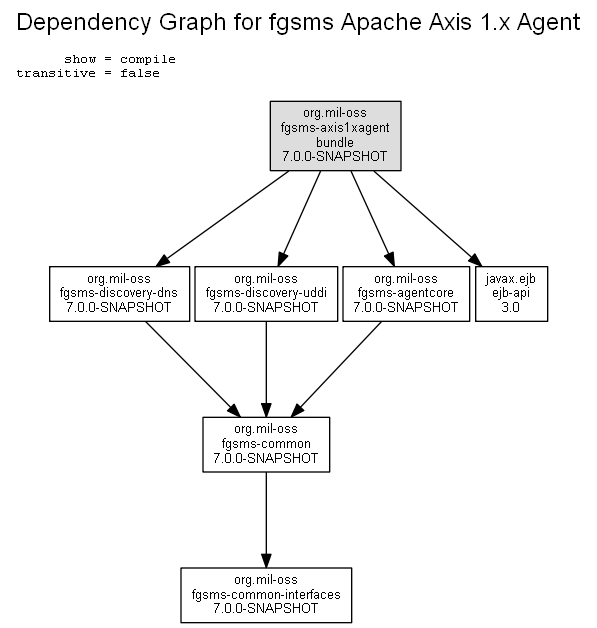 Dependency Graph for fgsms Apache Axis 1.x Agent
show = compile
transitive = false
org.mil-oss
fgsms-axis1xagent
bundle
7.0.0-SNAPSHOT
org.mil-oss
fgsms-discovery-dns
7.0.0-SNAPSHOT
org.mil-oss
fgsms-discovery-uddi
7.0.0-SNAPSHOT
org.mil-oss
fgsms-agentcore
7.0.0-SNAPSHOT
javax.ejb
ejb-api
3.0
org.mil-oss
fgsms-common
7.0.0-SNAPSHOT
org.mil-oss
fgsms-common-interfaces
7.0.0-SNAPSHOT